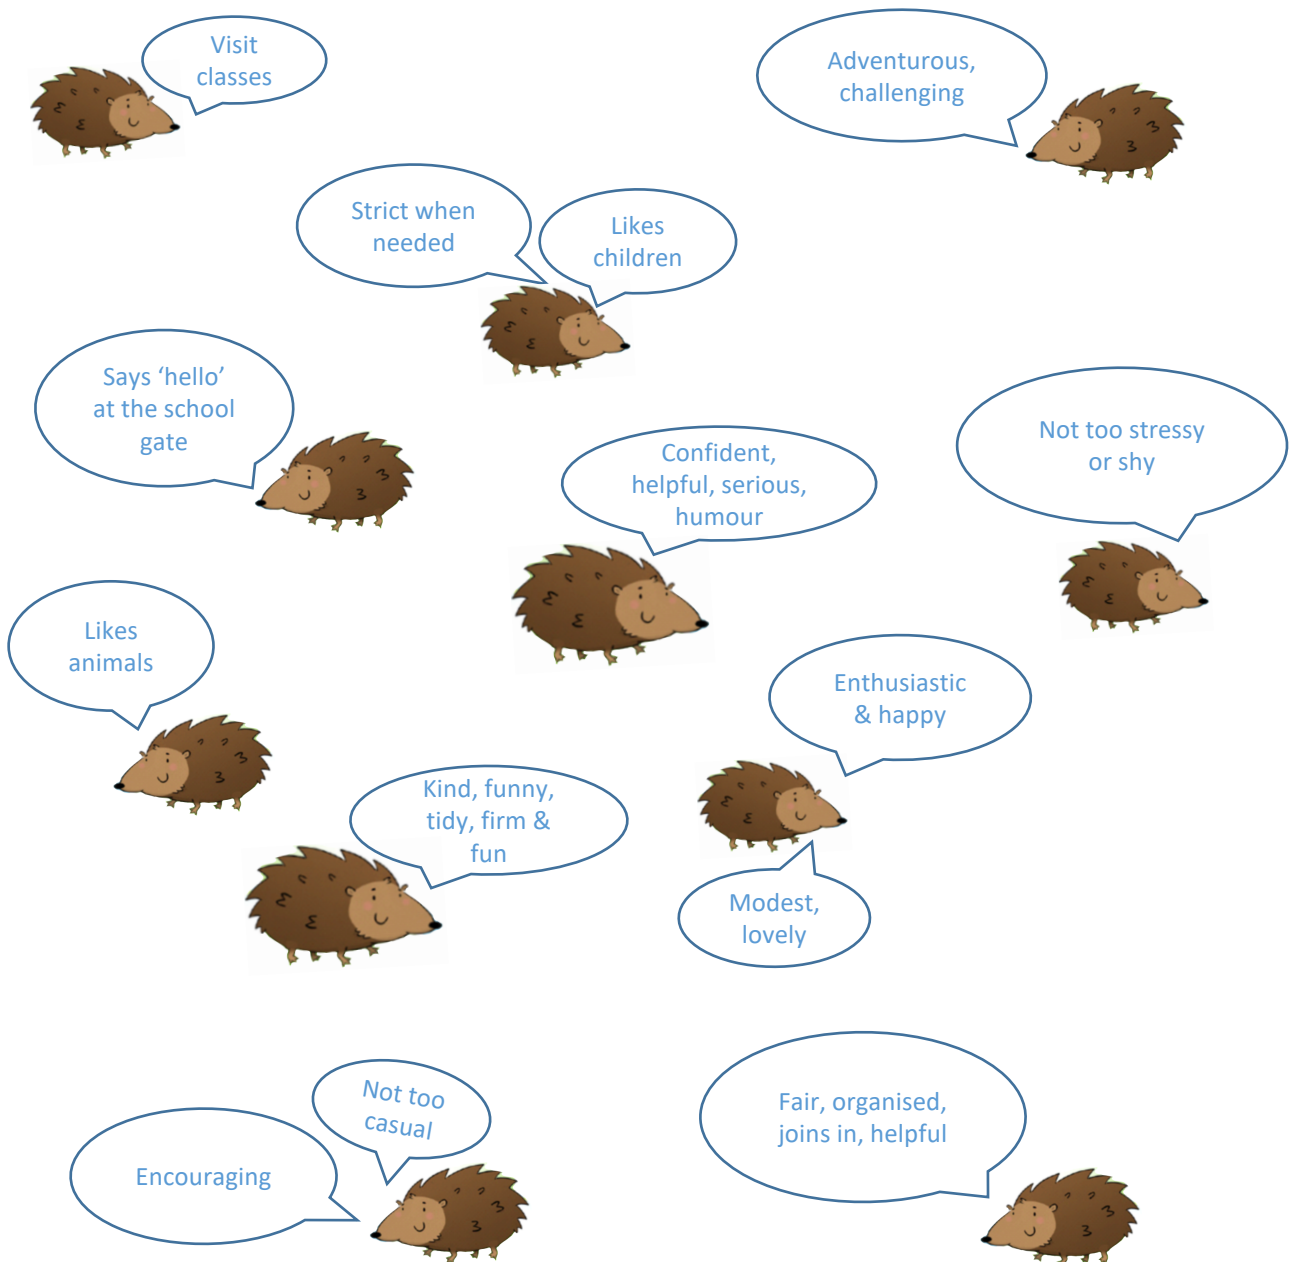 Visit
classes
Adventurous,
challenging
Strict when
needed
Likes
children
Says ‘hello’
at the school
gate
Confident,
helpful, serious,
humour
Not too stressy
or shy
Likes
animals
Enthusiastic
& happy
Kind, funny,
tidy, firm &
fun
Modest,
lovely
Not too
casual
Encouraging
Fair, organised,
joins in, helpful